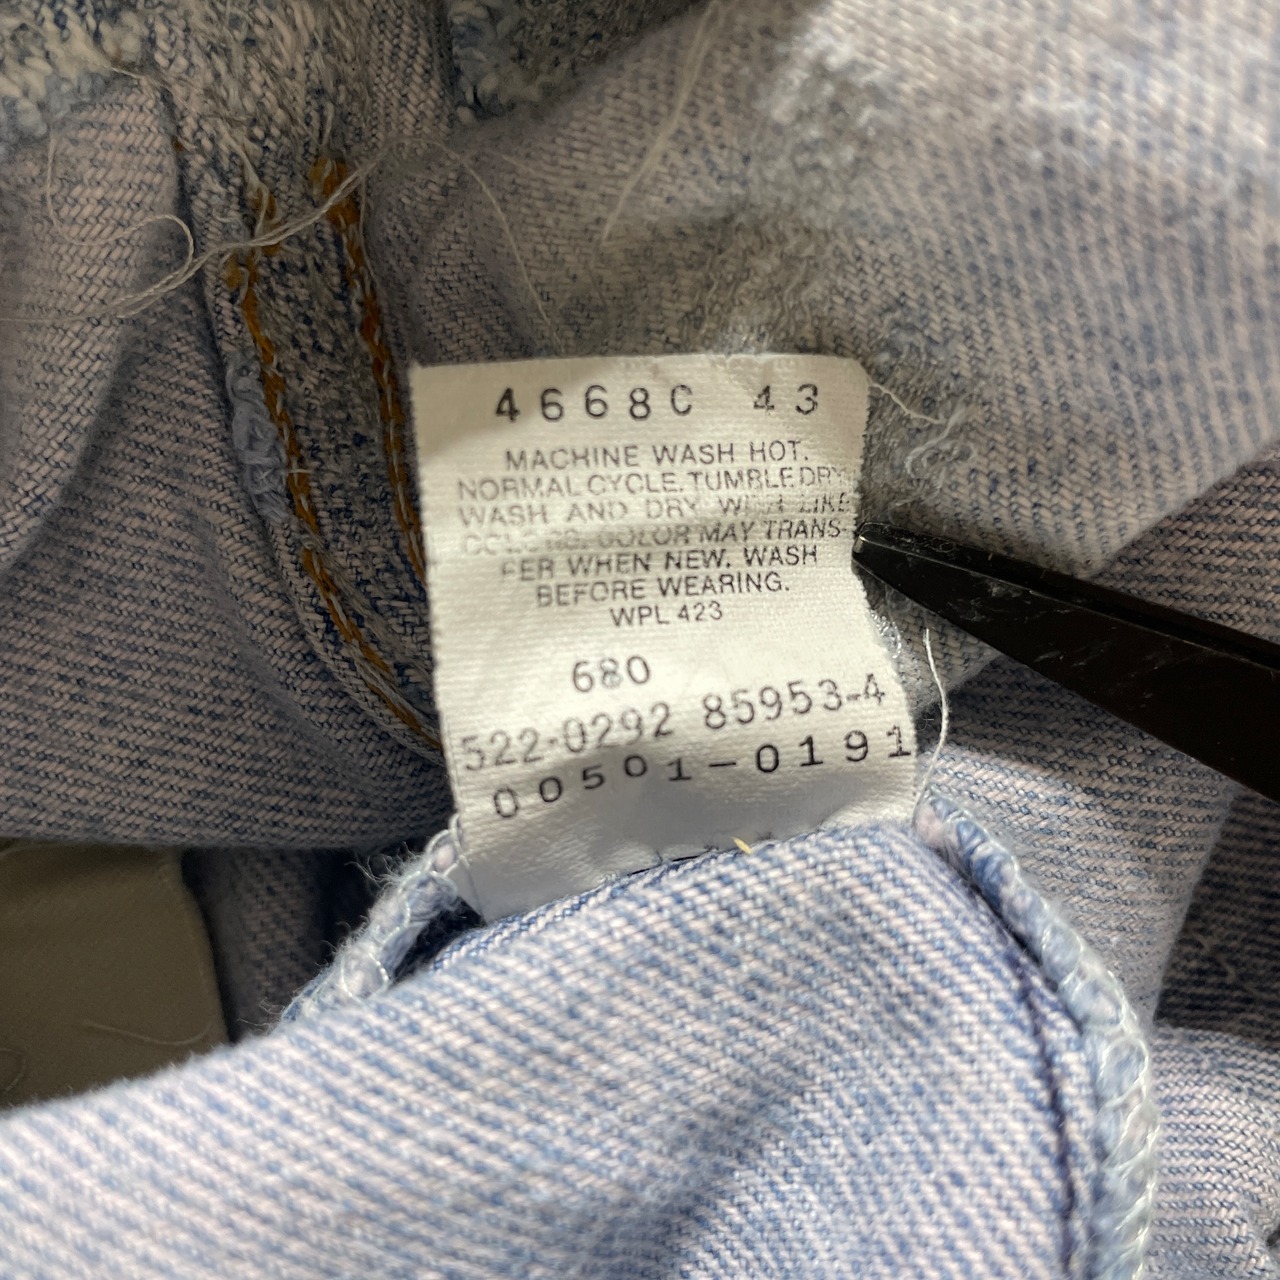 4668C 43
MACHINE WASH HOT.
NORMAL CYCLE. TUMBLE DRY
WASH AND DRY WITH LIKE
COLORS. COLOR MAY TRANS-
FER WHEN NEW. WASH
BEFORE WEARING.
WPL 423
680
522-0292 85953-4
00501-0191